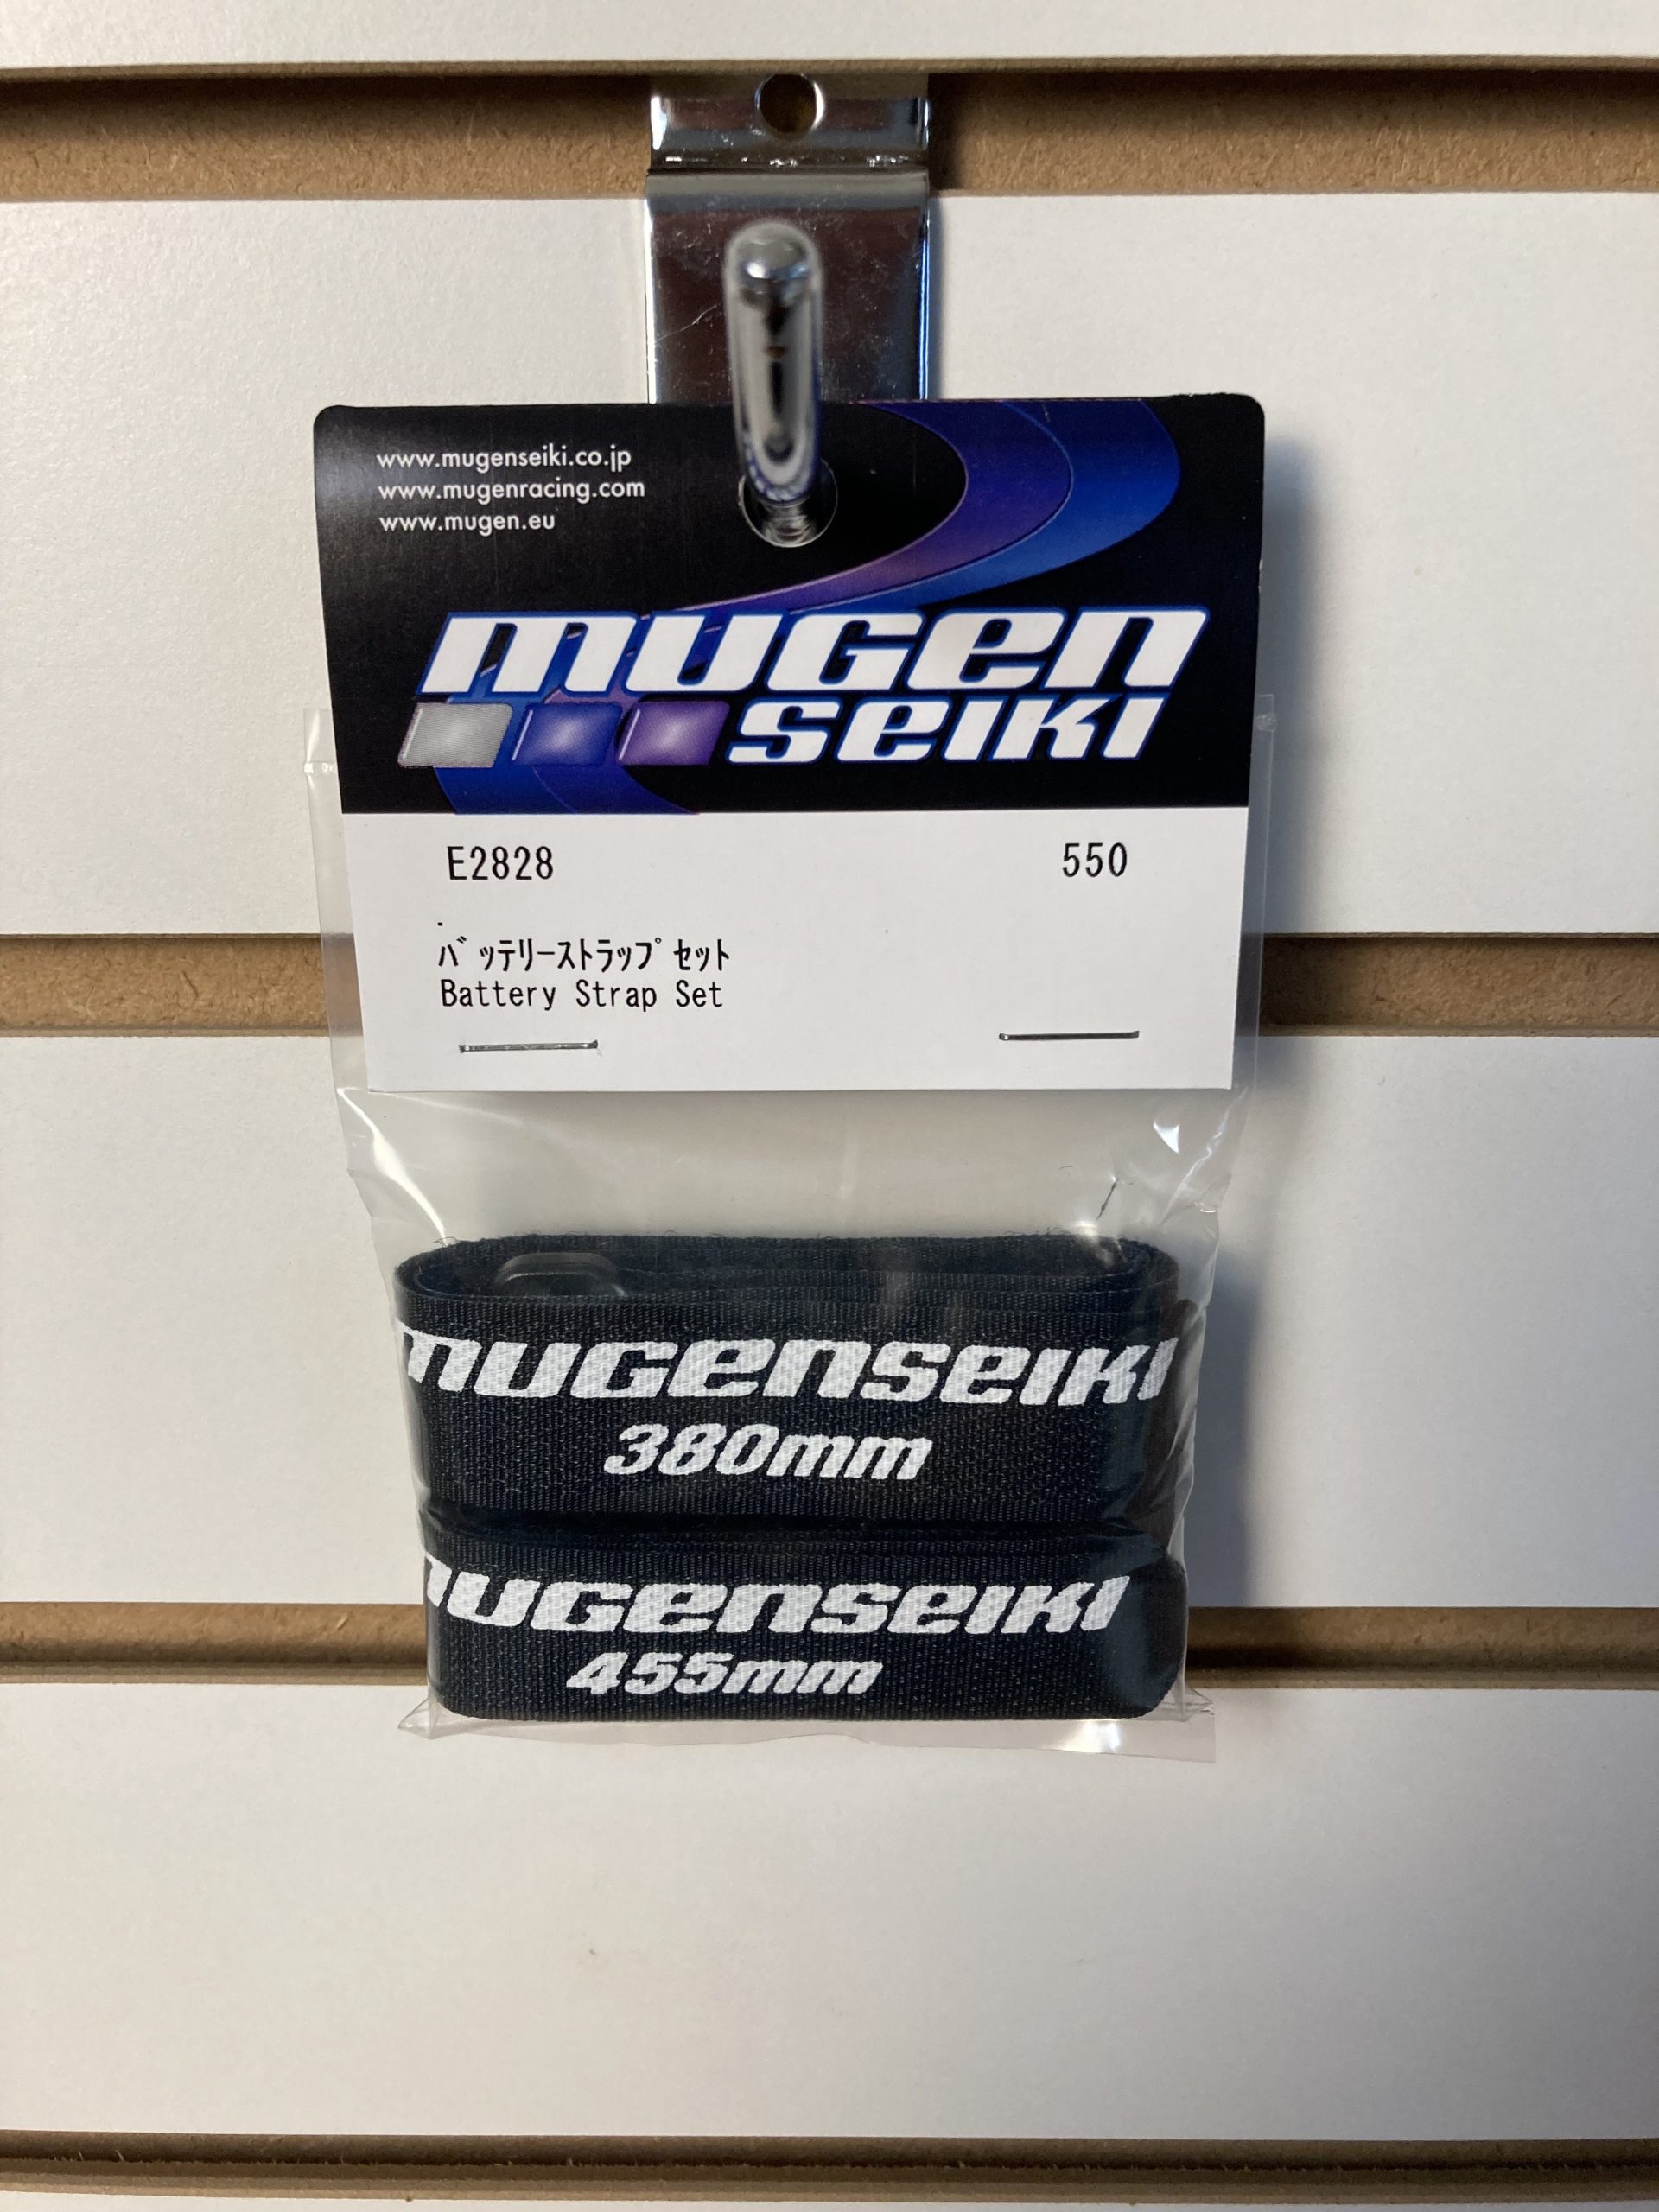 www.mugenseiki.co.jp
www.mugenracing.com
www.mugen.eu
mugen
seiki
E2828 550
ﾊﾞｯﾃﾘｰｽﾄﾗｯﾌﾟｾｯﾄ
Battery Strap Set
mugenseiki
380mm
mugenseiki
455mm